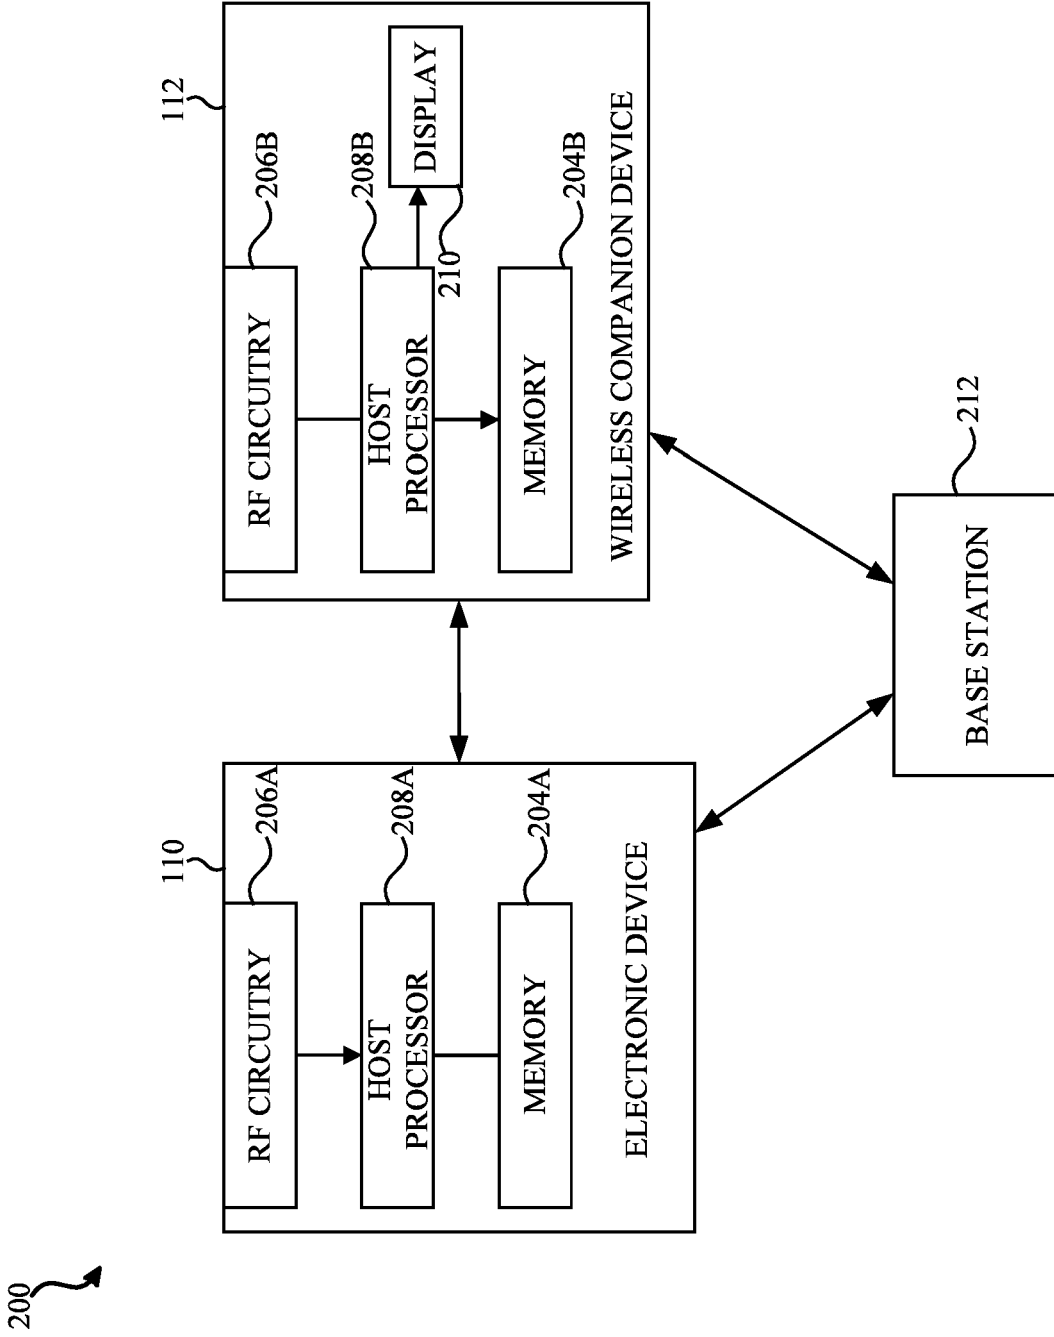 200
110
206A
RF CIRCUITRY
208A
HOST
PROCESSOR
204A
MEMORY
ELECTRONIC DEVICE
112
206B
RF CIRCUITRY
208B
HOST
PROCESSOR
DISPLAY
210
204B
MEMORY
WIRELESS COMPANION DEVICE
212
BASE STATION